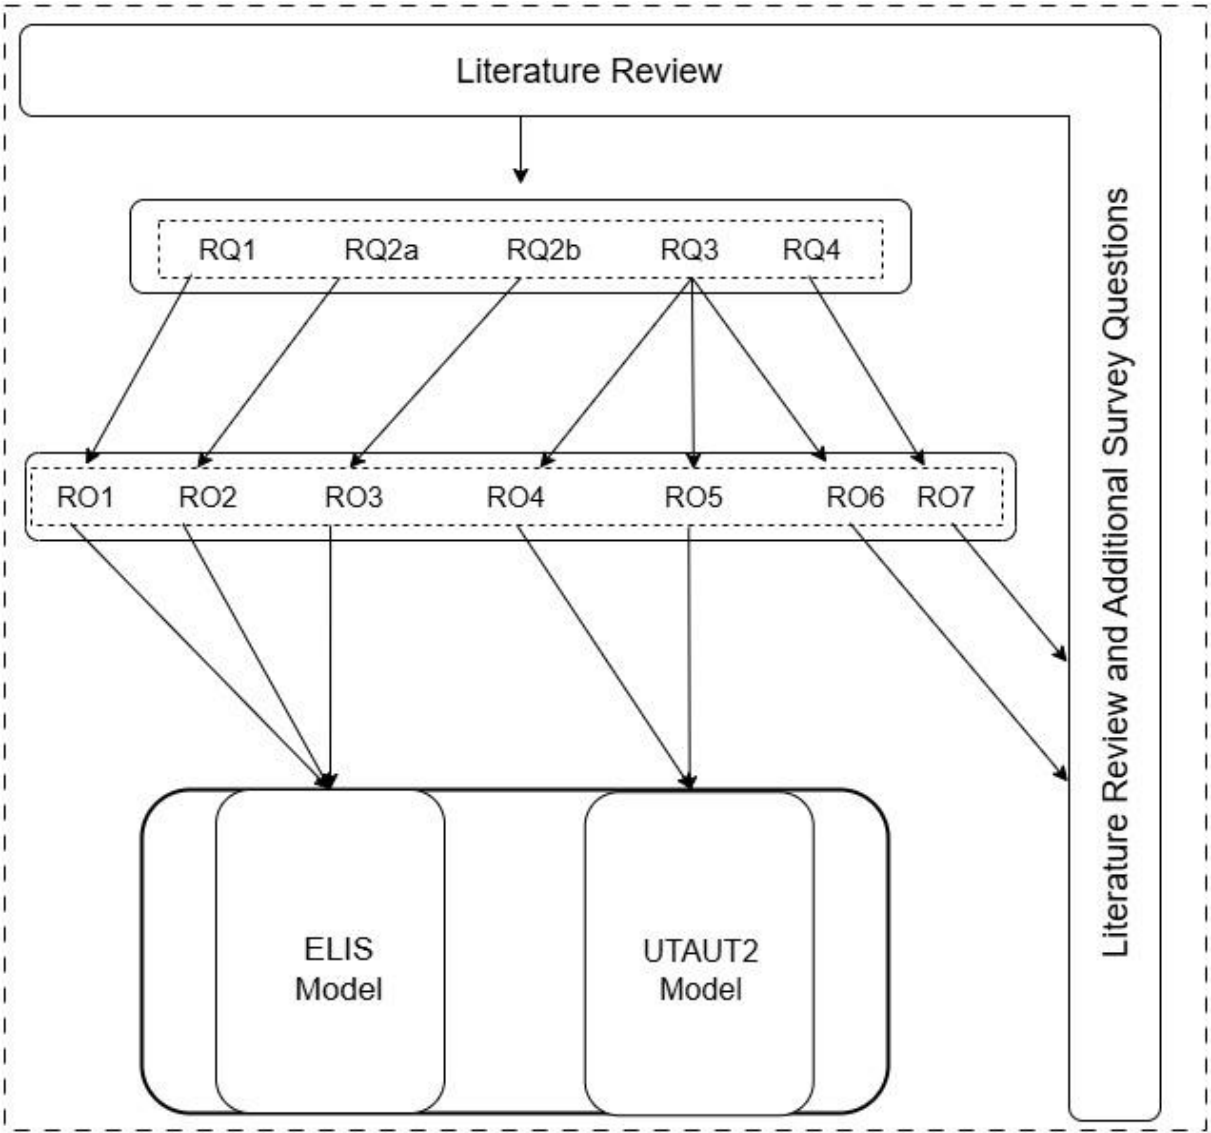 Literature Review
RQ1 RQ2a RQ2b RQ3 RQ4
RO1 RO2 RO3 RO4 RO5 RO6 RO7
ELIS
Model
UTAUT2
Model
Literature Review and Additional Survey Questions